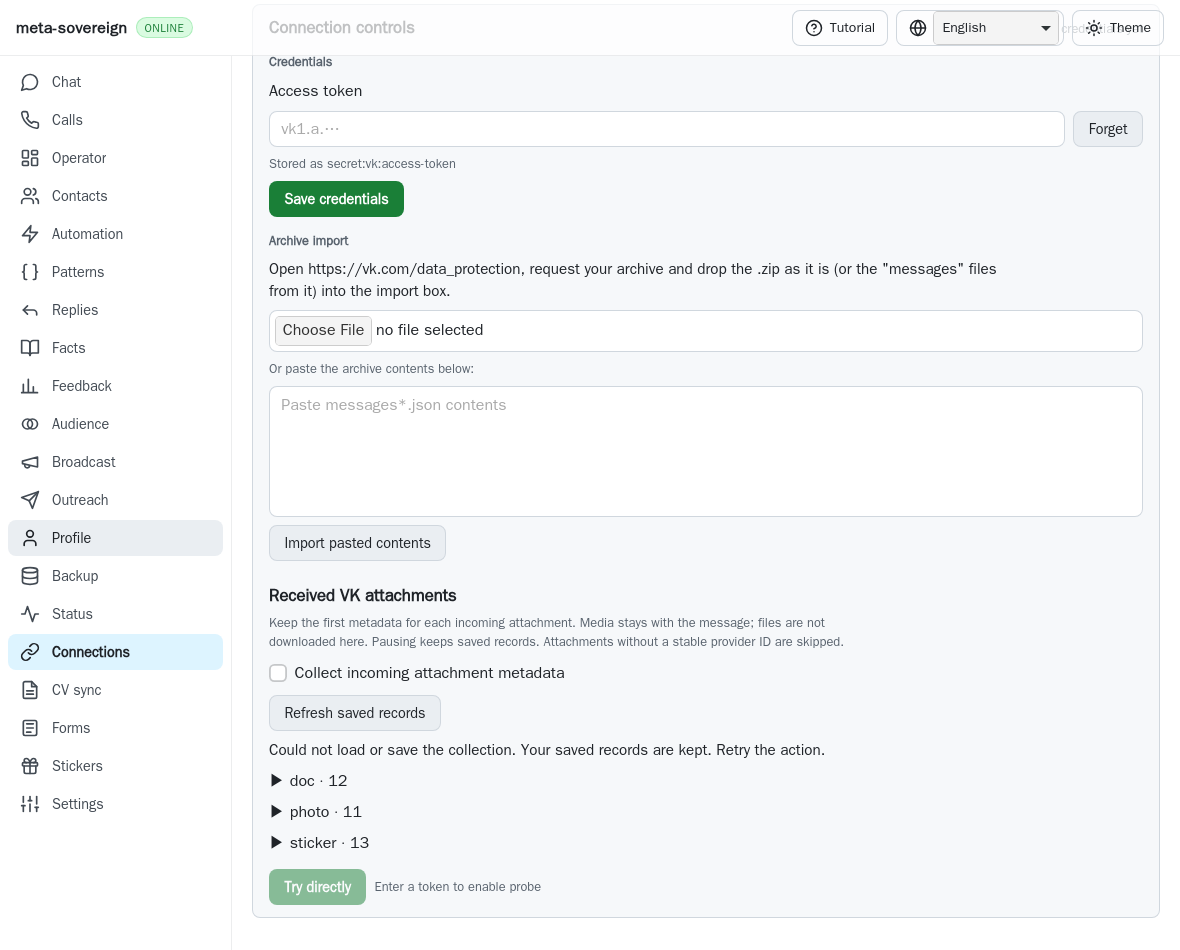 meta-sovereign ONLINE
Connection controls
Tutorial
English
Theme
Chat
Calls
Operator
Contacts
Automation
Patterns
Replies
Facts
Feedback
Audience
Broadcast
Outreach
Profile
Backup
Status
Connections
CV sync
Forms
Stickers
Settings
Credentials
Access token
vk1.a.···
Forget
Stored as secret:vk:access-token
Save credentials
Archive import
Open https://vk.com/data_protection, request your archive and drop the .zip as it is (or the "messages" files
from it) into the import box.
Choose File no file selected
Or paste the archive contents below:
Paste messages*.json contents
Import pasted contents
Received VK attachments
Keep the first metadata for each incoming attachment. Media stays with the message; files are not
downloaded here. Pausing keeps saved records. Attachments without a stable provider ID are skipped.
Collect incoming attachment metadata
Refresh saved records
Could not load or save the collection. Your saved records are kept. Retry the action.
▶ doc · 12
▶ photo · 11
▶ sticker · 13
Try directly Enter a token to enable probe